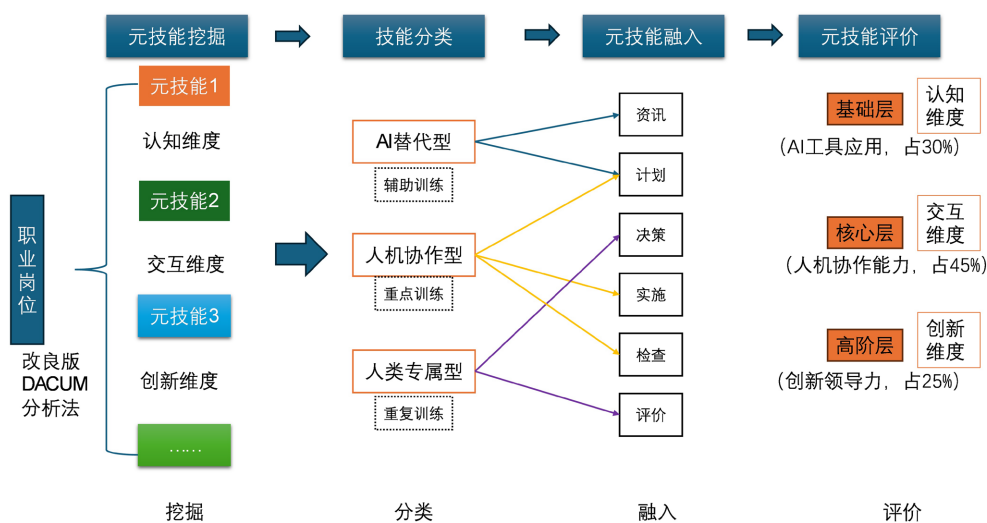 元技能挖掘
技能分类
元技能融入
元技能评价
职业岗位
改良版
DACUM
分析法
元技能1
认知维度
元技能2
交互维度
元技能3
创新维度
……
AI替代型
辅助训练
人机协作型
重点训练
人类专属型
重复训练
资讯
计划
决策
实施
检查
评价
基础层
认知
维度
(AI工具应用，占30%)
核心层
交互
维度
(人机协作能力，占45%)
高阶层
创新
维度
(创新领导力，占25%)
挖掘
分类
融入
评价